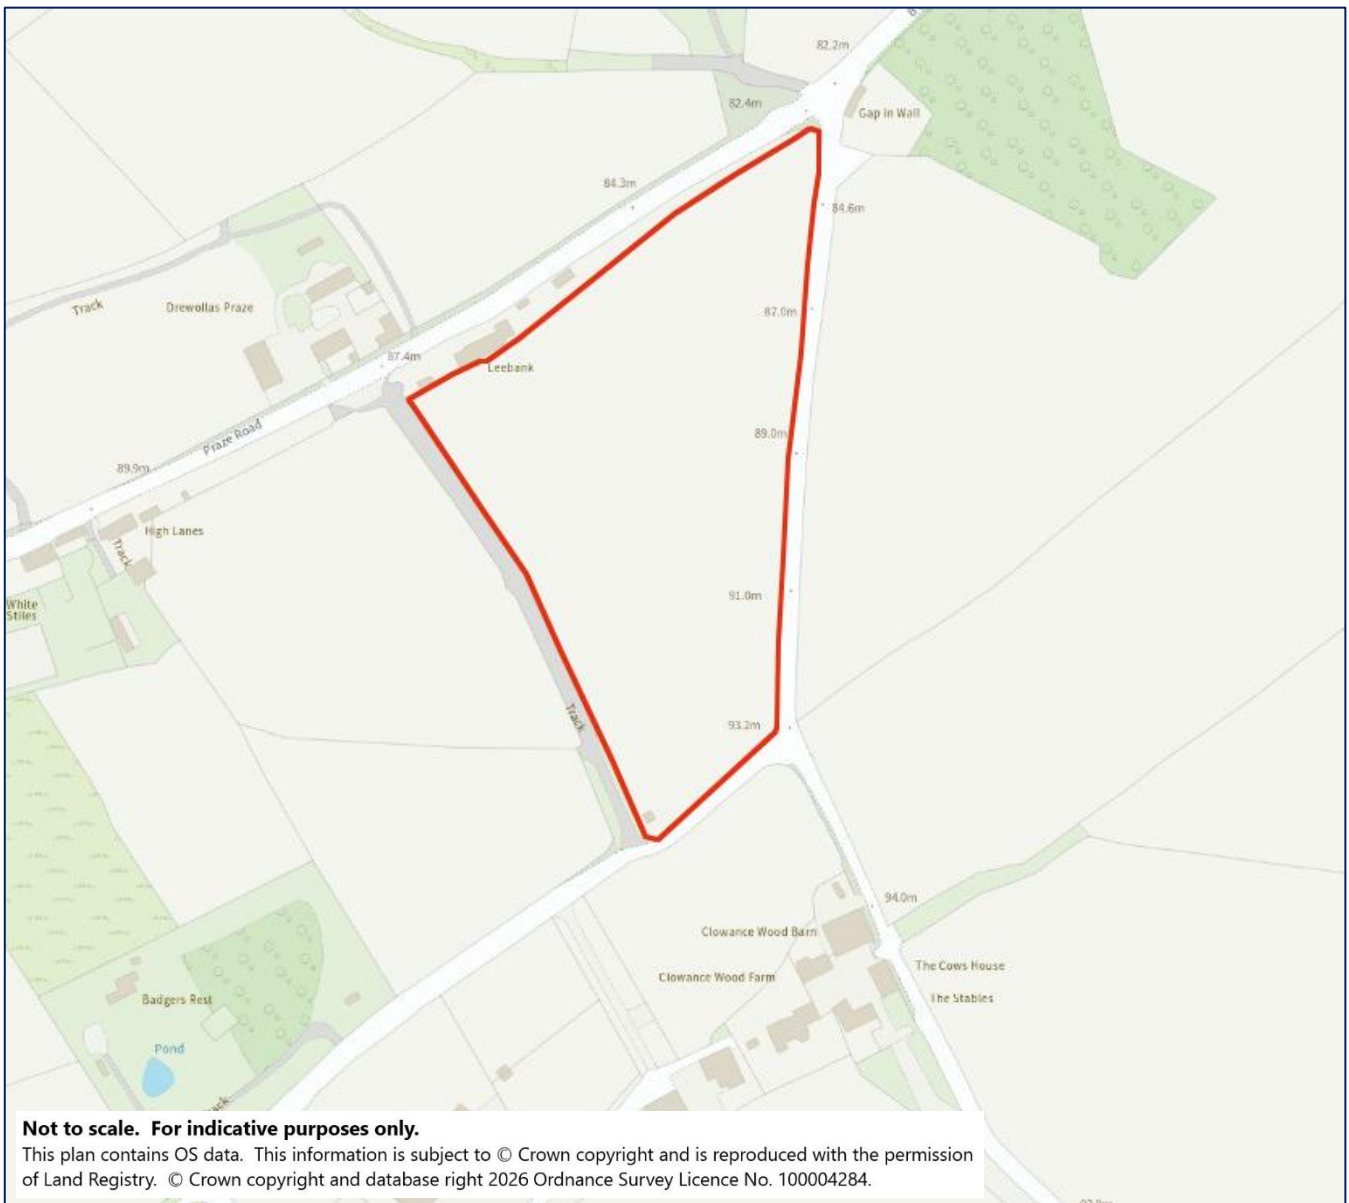 82.2m
82.4m
Gap in Wall
84.3m
84.6m
Track
Drewollas Praze
87.0m
87.4m
Leebank
Praze Road
89.0m
89.9m
High Lanes
Track
91.0m
White
Stiles
Track
93.2m
94.0m
Clowance Wood Barn
The Cows House
Clowance Wood Farm
The Stables
Badgers Rest
Pond
Not to scale. For indicative purposes only.
This plan contains OS data. This information is subject to © Crown copyright and is reproduced with the permission
of Land Registry. © Crown copyright and database right 2026 Ordnance Survey Licence No. 100004284.